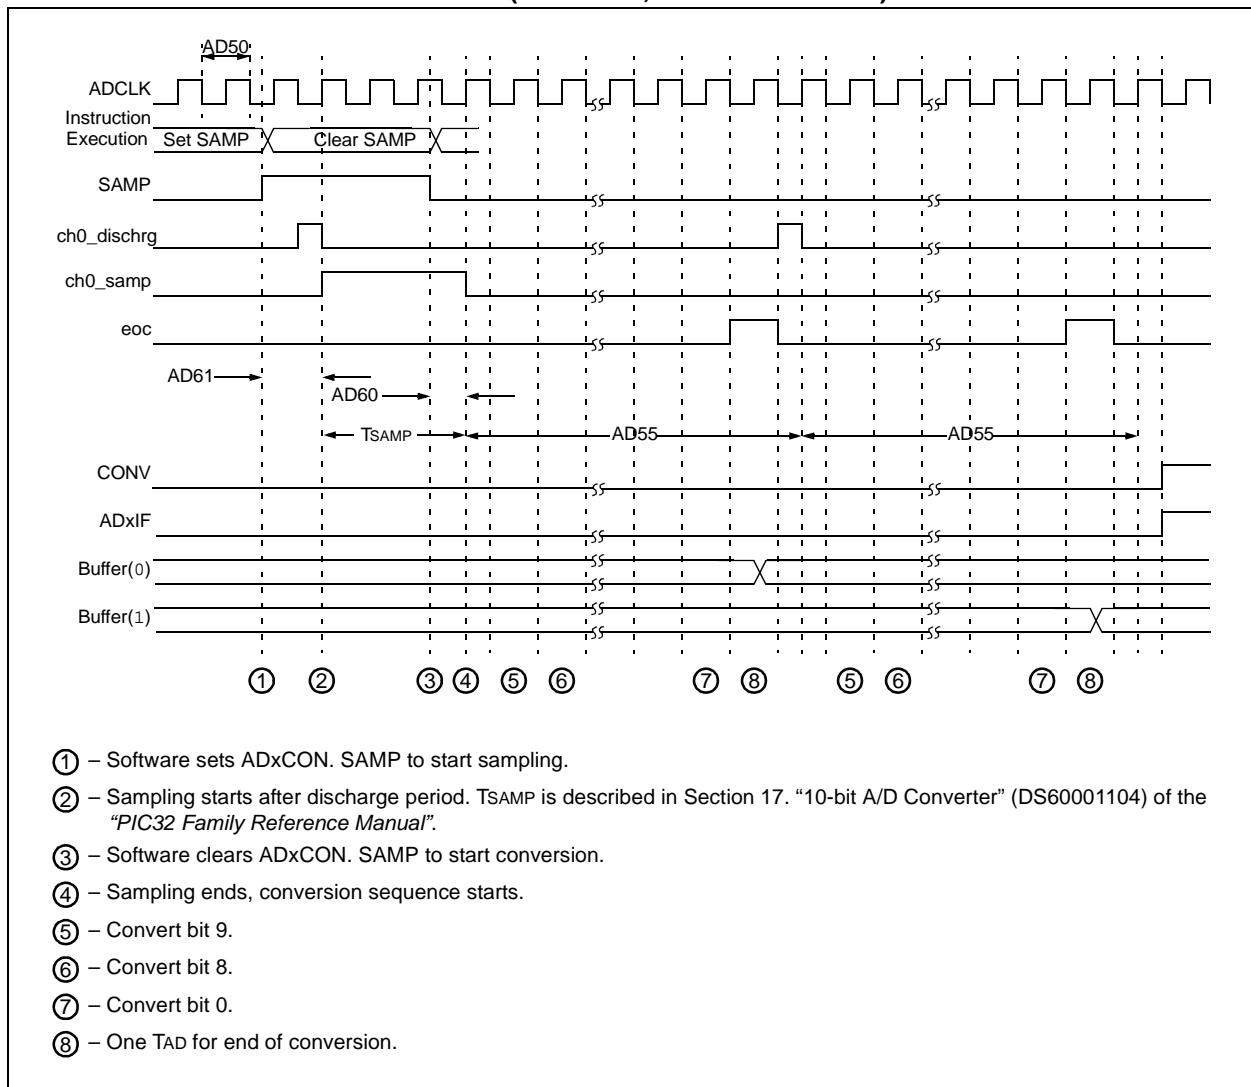 AD50
ADCLK
Instruction
Execution Set SAMP Clear SAMP
SAMP
ch0_dischrg
ch0_samp
eoc
AD61
AD60
TSAMP AD55 AD55
CONV
ADxIF
Buffer(0)
Buffer(1)
1 2 3 4 5 6 7 8 5 6 7 8
1 – Software sets ADxCON. SAMP to start sampling.
2 – Sampling starts after discharge period. TSAMP is described in Section 17. “10-bit A/D Converter” (DS60001104) of the
“PIC32 Family Reference Manual”.
3 – Software clears ADxCON. SAMP to start conversion.
4 – Sampling ends, conversion sequence starts.
5 – Convert bit 9.
6 – Convert bit 8.
7 – Convert bit 0.
8 – One TAD for end of conversion.